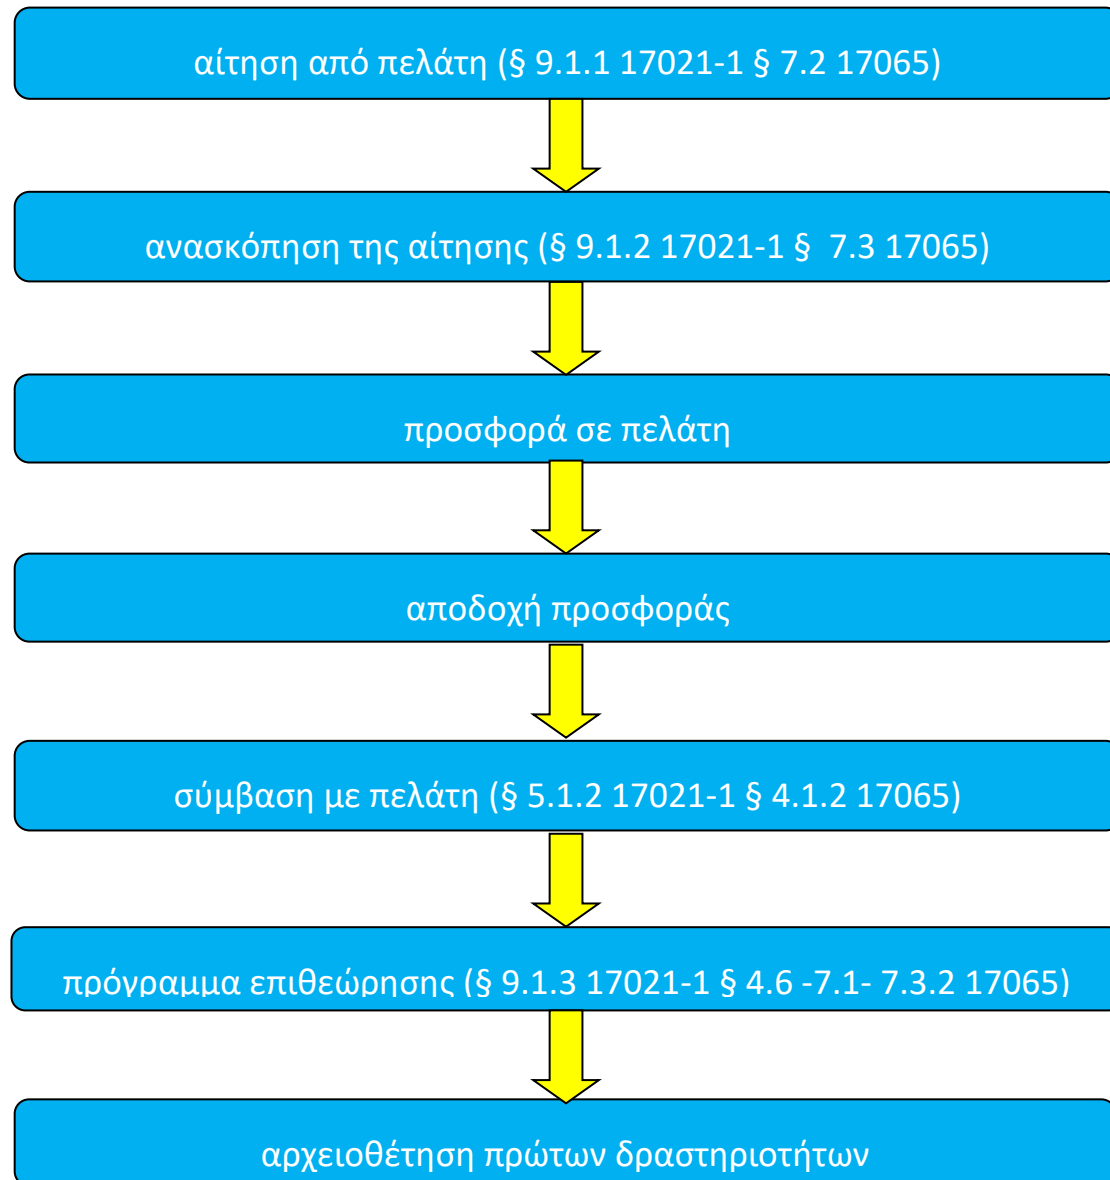 αίτηση από πελάτη (§ 9.1.1 17021-1 § 7.2 17065)
ανασκόπηση της αίτησης (§ 9.1.2 17021-1 §  7.3 17065)
προσφορά σε πελάτη
αποδοχή προσφοράς
σύμβαση με πελάτη (§ 5.1.2 17021-1 § 4.1.2 17065)
πρόγραμμα επιθεώρησης (§ 9.1.3 17021-1 § 4.6 -7.1- 7.3.2 17065)
αρχειοθέτηση πρώτων δραστηριοτήτων